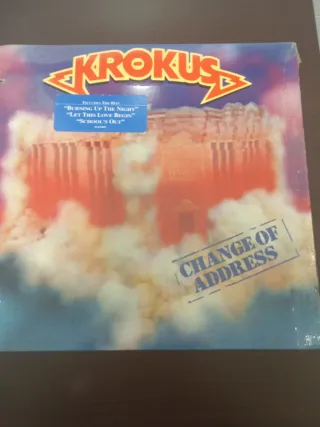 KROKUS
INCLUDES THE HITS
"BURNING UP THE NIGHT"
"LET THIS LOVE BEGIN"
"SCHOOL'S OUT"
CHANGE OF
ADDRESS